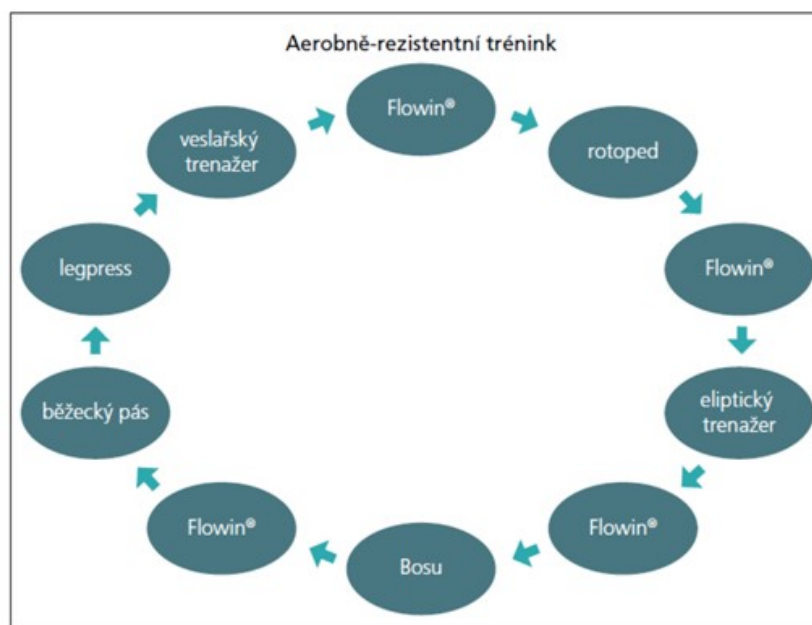 Aerobně-rezistentní trénink
Flowin®
rotoped
Flowin®
eliptický
trenažer
Flowin®
Bosu
Flowin®
běžecký pás
legpress
veslařský
trenažer